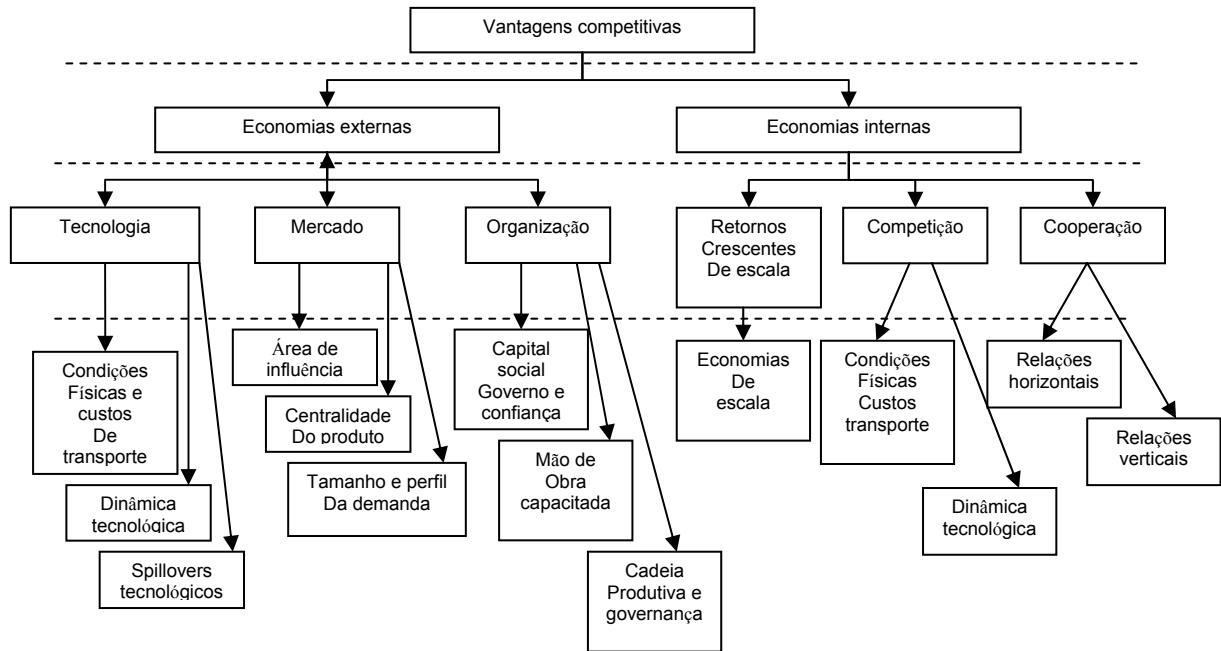 Vantagens competitivas
Economias externas
Economias internas
Tecnologia
Mercado
Organização
Retornos
Crescentes
De escala
Competição
Cooperação
Condições
Físicas e
custos
De
transporte
Dinâmica
tecnológica
Spillovers
tecnológicos
Área de
influência
Centralidade
Do produto
Tamanho e perfil
Da demanda
Capital
social
Governo e
confiança
Mão de
Obra
capacitada
Cadeia
Produtiva e
governança
Economias
De
escala
Condições
Físicas
Custos
transporte
Dinâmica
tecnológica
Relações
horizontais
Relações
verticais